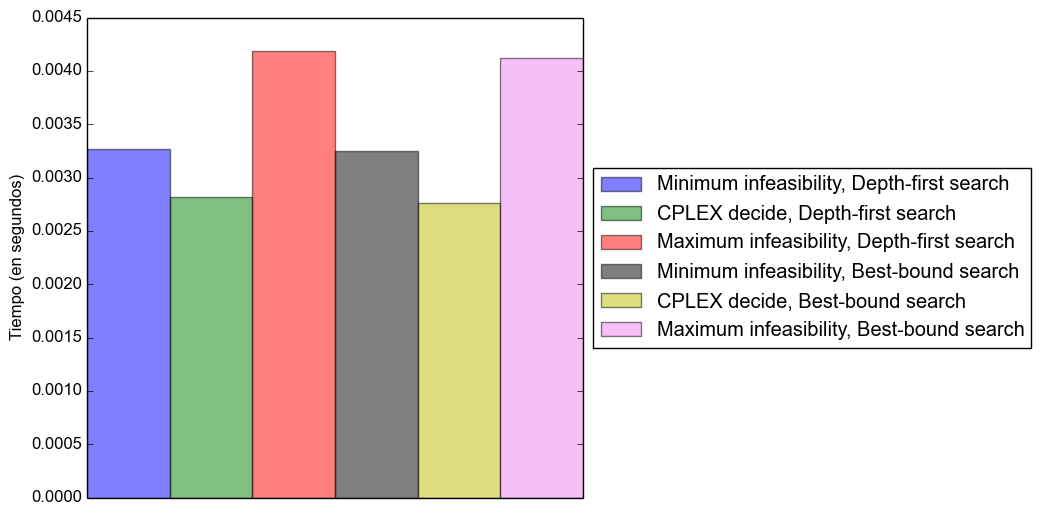 0.0045
0.0040
0.0035
0.0030
0.0025
0.0020
0.0015
0.0010
0.0005
0.0000
Tiempo (en segundos)
Minimum infeasibility, Depth-first search
CPLEX decide, Depth-first search
Maximum infeasibility, Depth-first search
Minimum infeasibility, Best-bound search
CPLEX decide, Best-bound search
Maximum infeasibility, Best-bound search